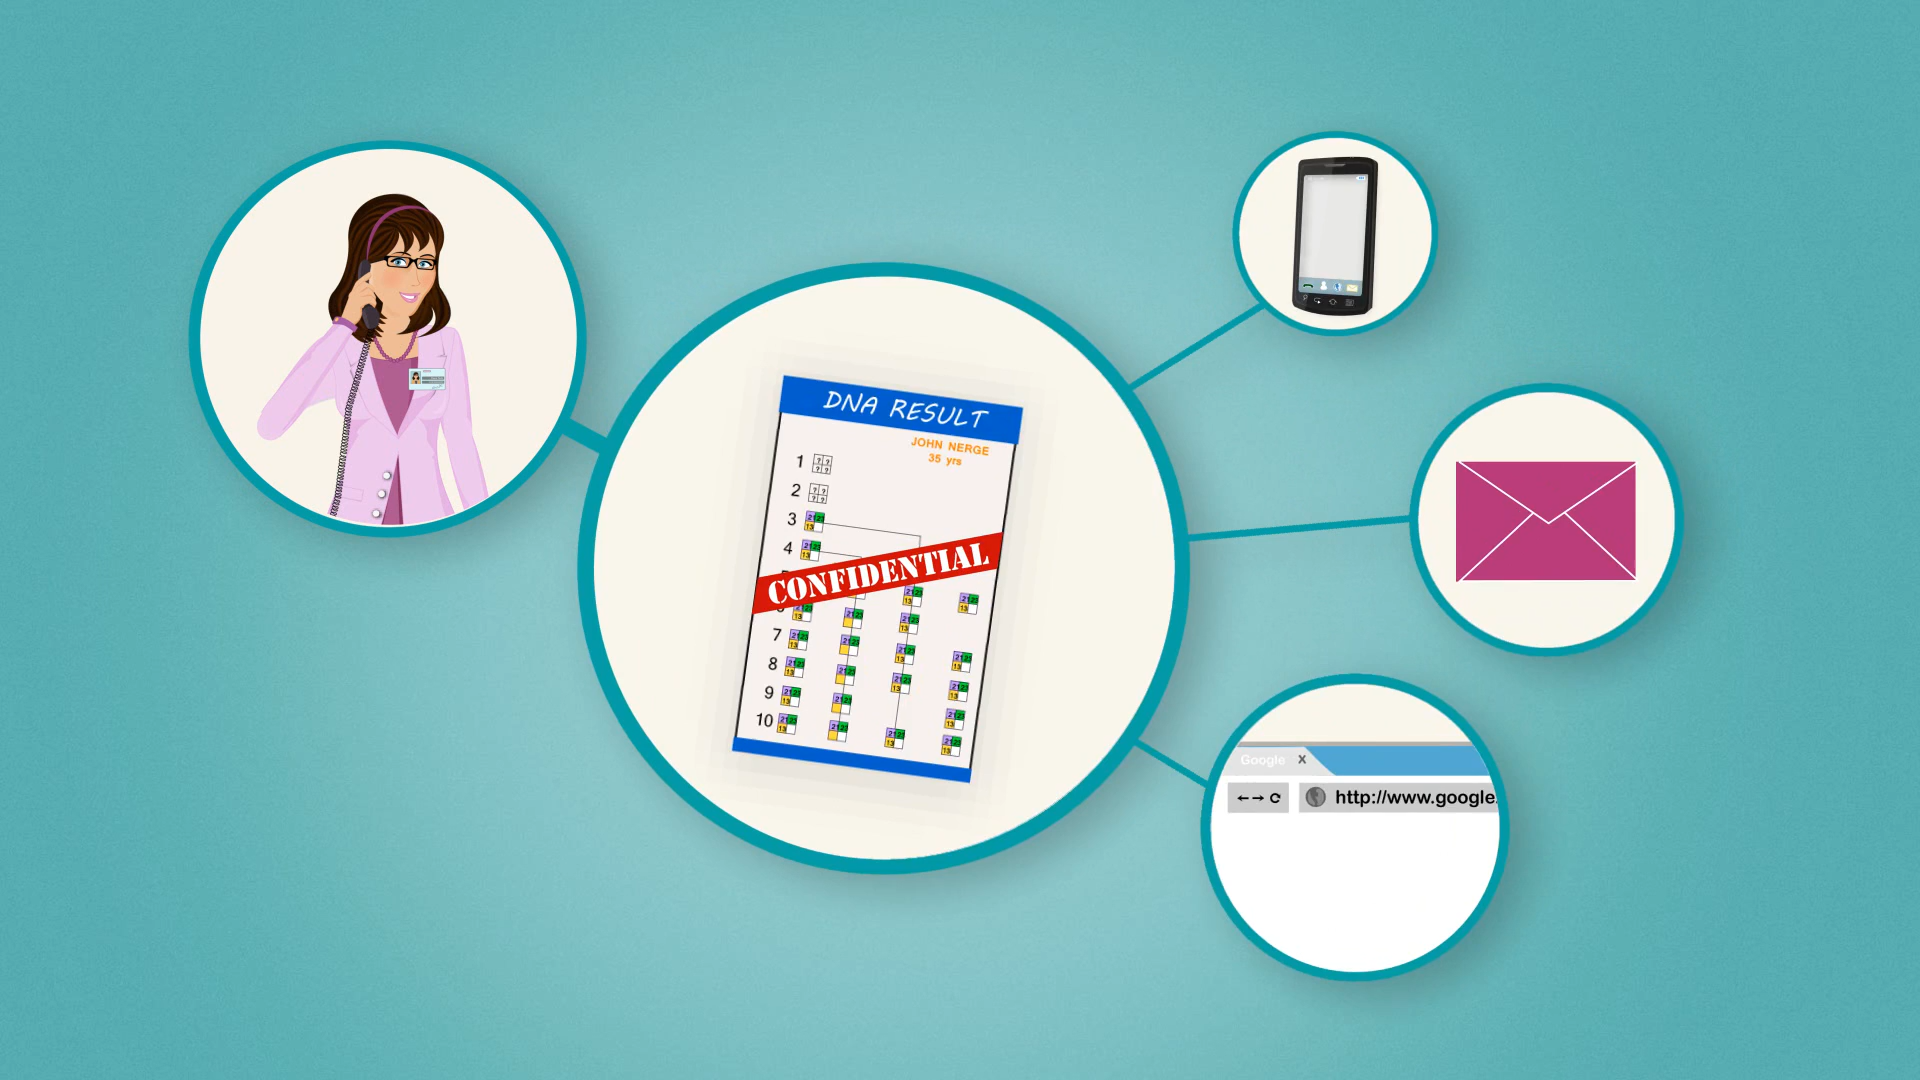 DNA RESULT
JOHN NERGE
35 yrs
1
2
3
4
CONFIDENTIAL
7
8
9
10
Google X
http://www.google.